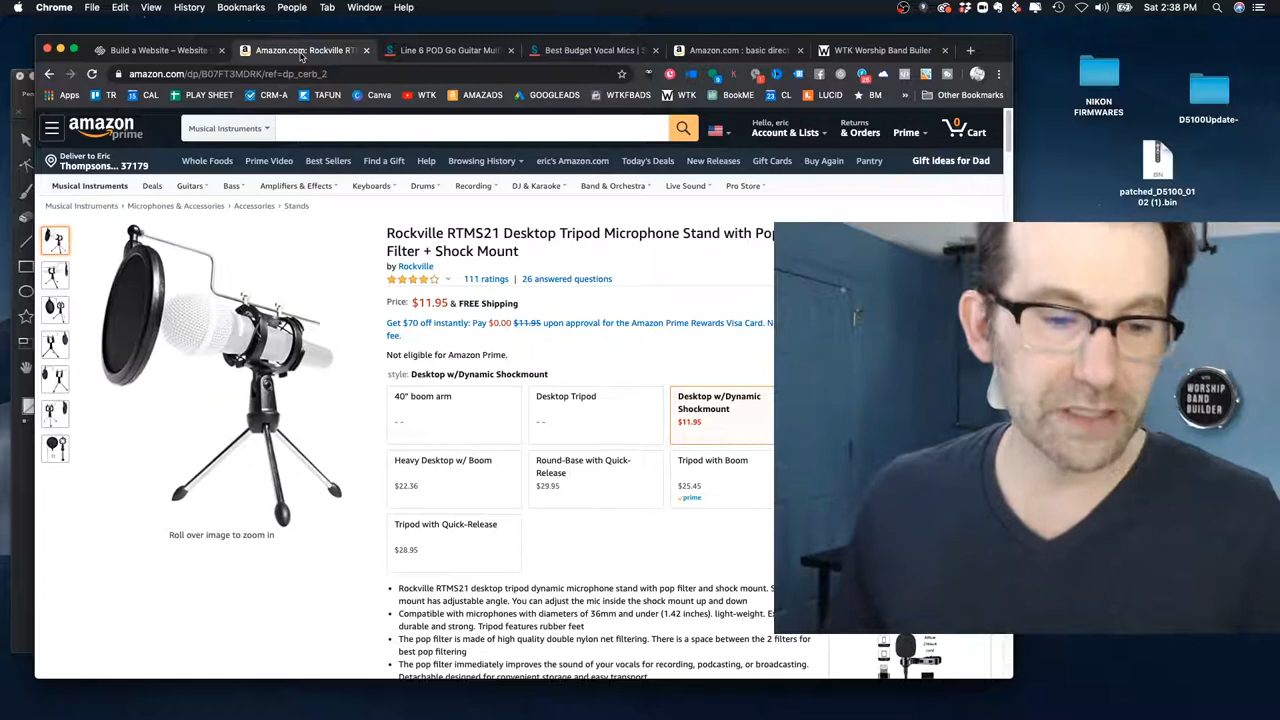 Chrome File Edit View History Bookmarks People Tab Window Help
Sat 2:38 PM
Build a Website – Website
Amazon.com: Rockville RT
Line 6 POD Go Guitar Mul
Best Budget Vocal Mics | S
Amazon.com : basic direct
WTK Worship Band Builer
amazon.com/dp/B07FT3MDRK/ref=dp_cerb_2
Apps TR CAL PLAY SHEET CRM-A TAFUN Canva WTK AMAZADS GOOGLEADS WTKFBADS WTK BookME CL LUCID BM Other Bookmarks
amazon
prime
Musical Instruments
Hello, eric
Account & Lists
Returns
& Orders
Prime
0
Cart
Deliver to Eric
Thompsons... 37179
Whole Foods Prime Video Best Sellers Find a Gift Help Browsing History eric's Amazon.com Today's Deals New Releases Gift Cards Buy Again Pantry Gift Ideas for Dad
Musical Instruments Deals Guitars Bass Amplifiers & Effects Keyboards Drums Recording DJ & Karaoke Band & Orchestra Live Sound Pro Store
Musical Instruments › Microphones & Accessories › Accessories › Stands
Rockville RTMS21 Desktop Tripod Microphone Stand with Pop
Filter + Shock Mount
by Rockville
111 ratings | 26 answered questions
Price: $11.95 & FREE Shipping
Get $70 off instantly: Pay $0.00 $11.95 upon approval for the Amazon Prime Rewards Visa Card. N
fee.
Not eligible for Amazon Prime.
style: Desktop w/Dynamic Shockmount
40" boom arm
- -
Desktop Tripod
- -
Desktop w/Dynamic
Shockmount
$11.95
Heavy Desktop w/ Boom
$22.36
Round-Base with Quick-
Release
$29.95
Tripod with Boom
$25.45
prime
Tripod with Quick-Release
$28.95
Roll over image to zoom in
• Rockville RTMS21 desktop tripod dynamic microphone stand with pop filter and shock mount. S
mount has adjustable angle. You can adjust the mic inside the shock mount up and down
• Compatible with microphones with diameters of 36mm and under (1.42 inches). light-weight. E
durable and strong. Tripod features rubber feet
• The pop filter is made of high quality double nylon net filtering. There is a space between the 2 filters for
best pop filtering
• The pop filter immediately improves the sound of your vocals for recording, podcasting, or broadcasting.
Detachable designed for convenient storage and easy transport
NIKON
FIRMWARES
D5100Update-
BIN
patched_D5100_01
02 (1).bin
WORSHIP
BAND
BUILDER